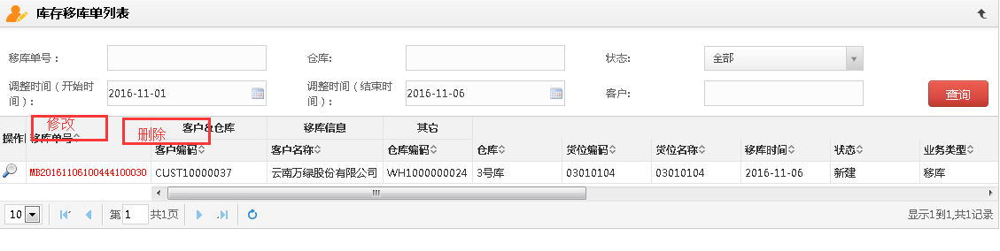 库存移库单列表
移库单号： 仓库: 状态: 全部
调整时间（开始时间）： 2016-11-01 调整时间（结束时间）： 2016-11-06 客户: 查询
修改 删除
操作 移库单号 客户&仓库 移库信息 其它
客户编码 客户名称 仓库编码 仓库 货位编码 货位名称 移库时间 状态 业务类型
MB20161106100444100030 CUST10000037 云南万绿股份有限公司 WH1000000024 3号库 03010104 03010104 2016-11-06 新建 移库
10 第 1 共1页 显示1到1,共1记录